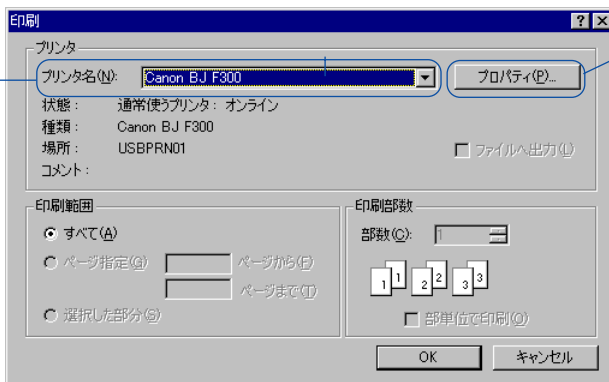 印刷
プリンタ
プリンタ名(N): Canon BJ F300 プロパティ(P)...
状態: 通常使うプリンタ: オンライン
種類: Canon BJ F300
場所: USBPRN01 ファイルへ出力(L)
コメント:
印刷範囲
すべて(A)
ページ指定(G) ページから(F)
ページまで(T)
選択した部分(S)
印刷部数
部数(C): 1
1 1 2 2 3 3
部単位で印刷(O)
OK キャンセル